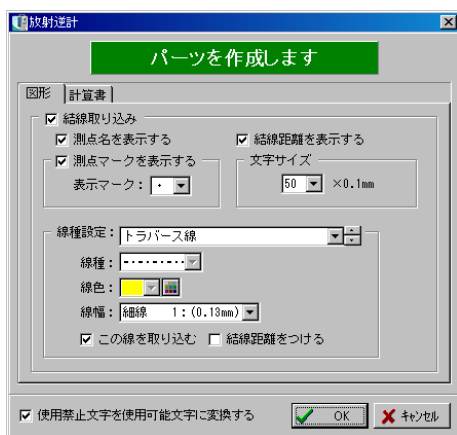 放射逆計
パーツを作成します
図形 計算書
結線取り込み
測点名を表示する 結線距離を表示する
測点マークを表示する 文字サイズ
表示マーク： ・ 50 ×0.1mm
線種設定： トラバース線
線種：
線色：
線幅： 細線 1：(0.13mm)
この線を取り込む 結線距離をつける
使用禁止文字を使用可能文字に変換する OK ｷｬﾝｾﾙ